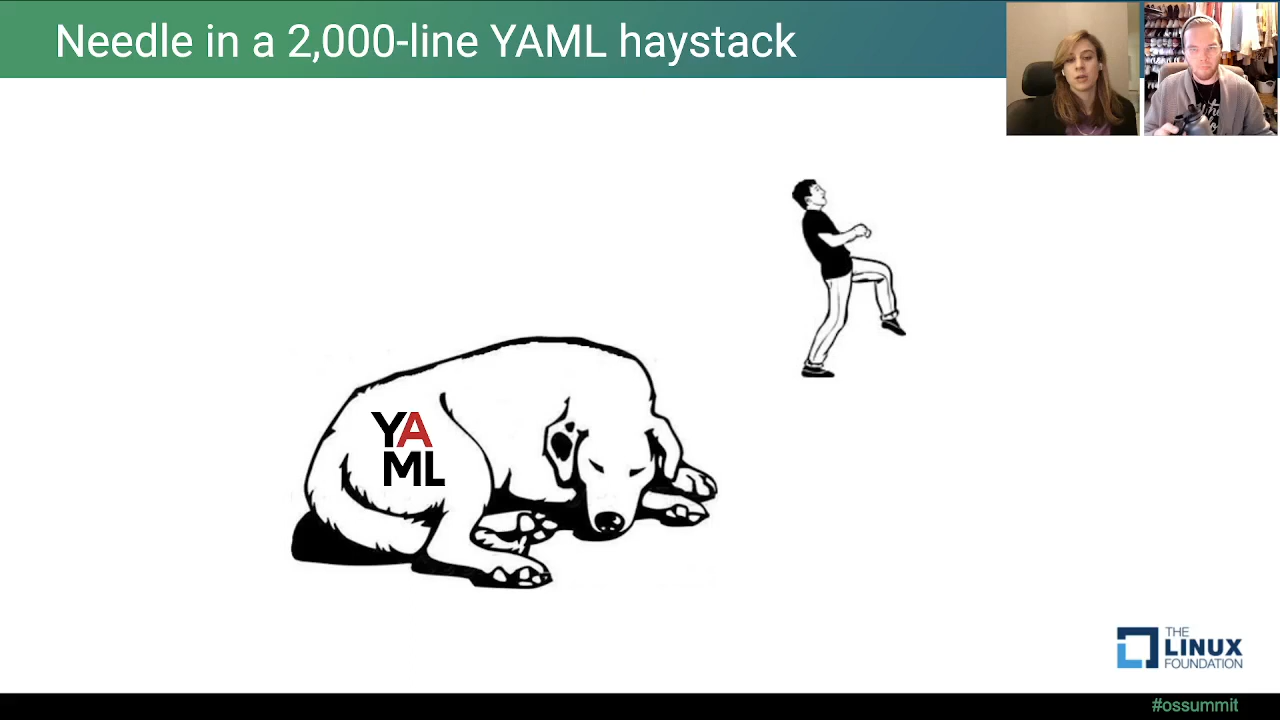 Needle in a 2,000-line YAML haystack
YA
ML
THE
LINUX
FOUNDATION
#ossummit